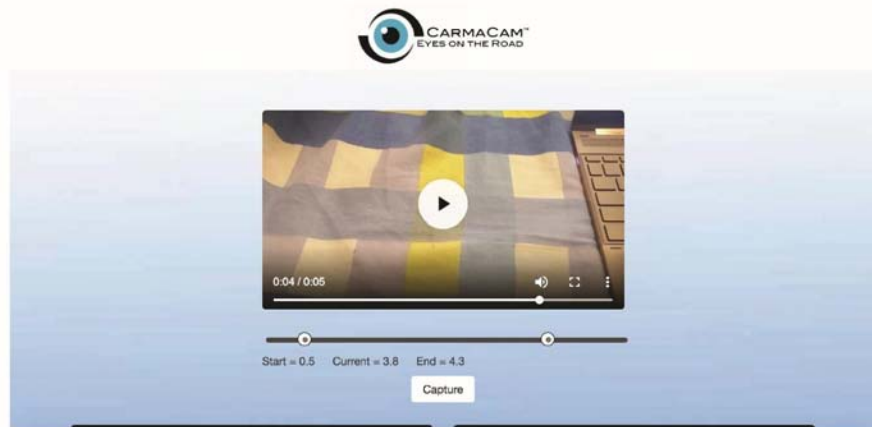 CARMACAM™
EYES ON THE ROAD
0:04 / 0:05
Start = 0.5 Current = 3.8 End = 4.3
Capture